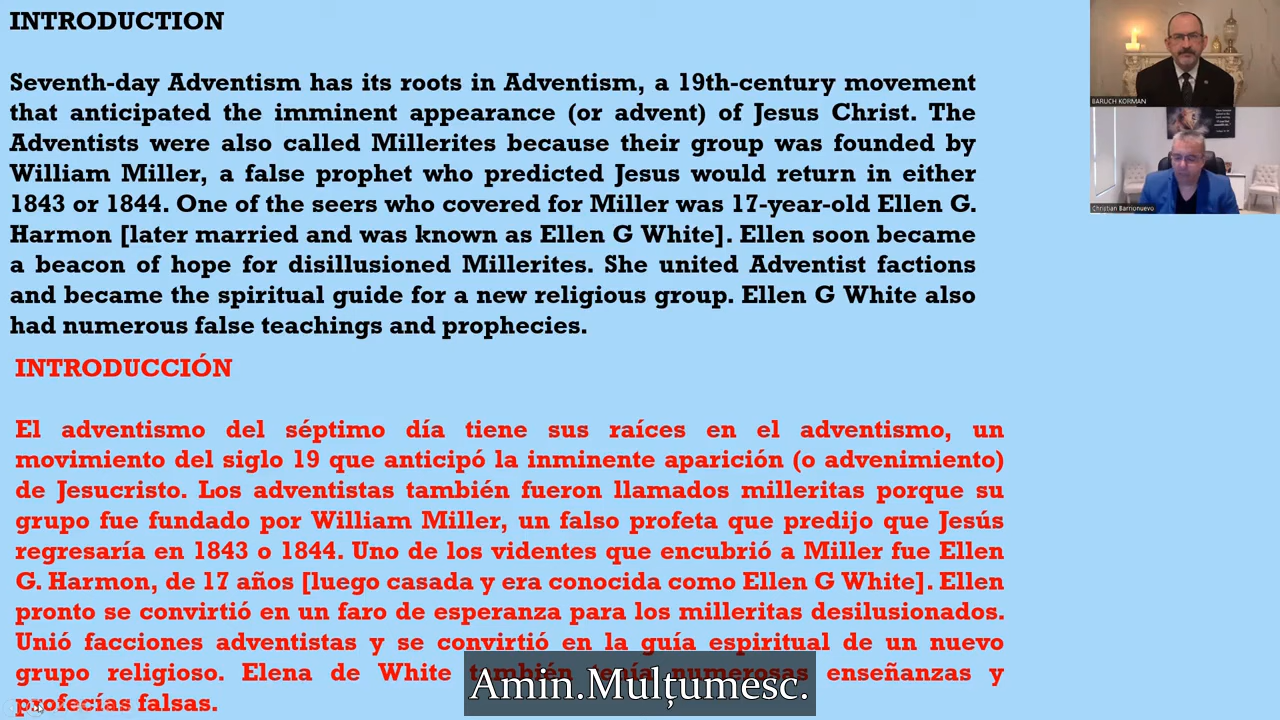 INTRODUCTION
Seventh-day Adventism has its roots in Adventism, a 19th-century movement
that anticipated the imminent appearance (or advent) of Jesus Christ. The
Adventists were also called Millerites because their group was founded by
William Miller, a false prophet who predicted Jesus would return in either
1843 or 1844. One of the seers who covered for Miller was 17-year-old Ellen G.
Harmon [later married and was known as Ellen G White]. Ellen soon became
a beacon of hope for disillusioned Millerites. She united Adventist factions
and became the spiritual guide for a new religious group. Ellen G White also
had numerous false teachings and prophecies.
INTRODUCCIÓN
El adventismo del séptimo día tiene sus raíces en el adventismo, un
movimiento del siglo 19 que anticipó la inminente aparición (o advenimiento)
de Jesucristo. Los adventistas también fueron llamados milleritas porque su
grupo fue fundado por William Miller, un falso profeta que predijo que Jesús
regresaría en 1843 o 1844. Uno de los videntes que encubrió a Miller fue Ellen
G. Harmon, de 17 años [luego casada y era conocida como Ellen G White]. Ellen
pronto se convirtió en un faro de esperanza para los milleritas desilusionados.
Unió facciones adventistas y se convirtió en la guía espiritual de un nuevo
grupo religioso. Elena de White también tenía numerosas enseñanzas y
profecías falsas.
Amin.Mulțumesc.
BARUCH KORMAN
Christian Barrionuevo